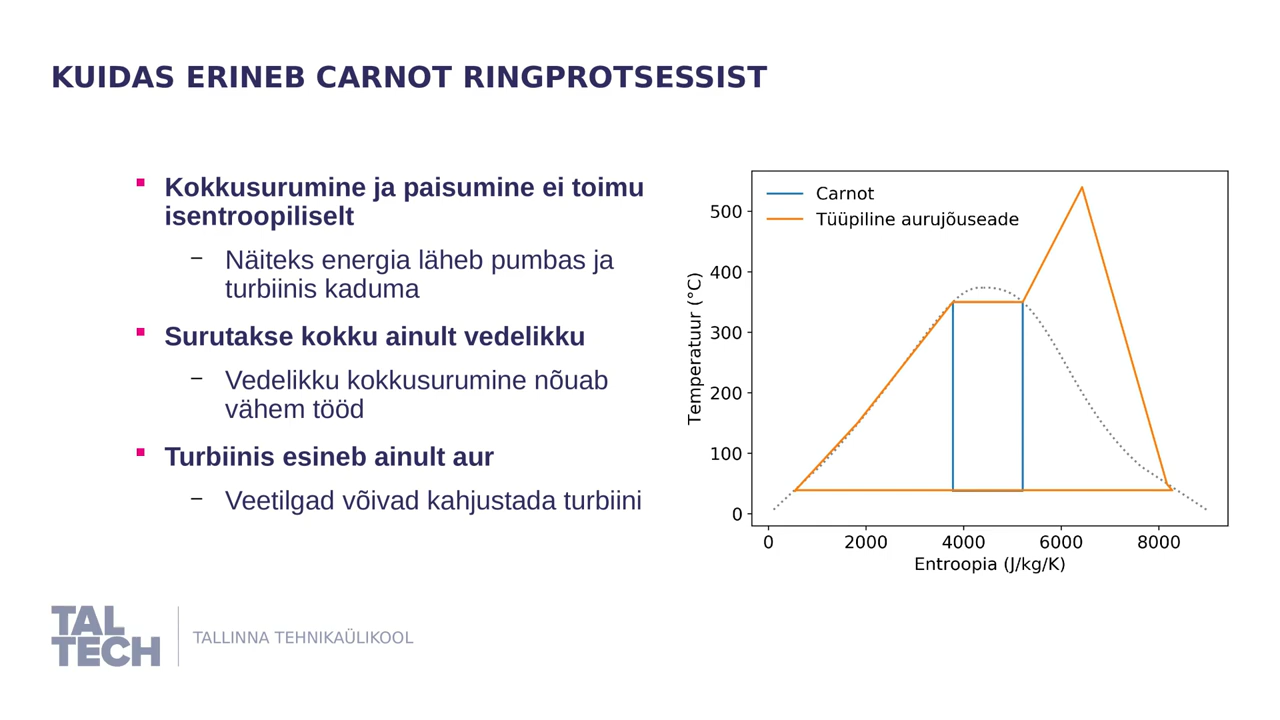 KUIDAS ERINEB CARNOT RINGPROTSESSIST
Kokkusurumine ja paisumine ei toimu
isentroopiliselt
– Näiteks energia läheb pumbas ja
turbiinis kaduma
Surutakse kokku ainult vedelikku
– Vedelikku kokkusurumine nõuab
vähem tööd
Turbiinis esineb ainult aur
– Veetilgad võivad kahjustada turbiini
Carnot
Tüüpiline aurujõuseade
Temperatuur (°C)
500
400
300
200
100
0
0 2000 4000 6000 8000
Entroopia (J/kg/K)
TAL
TECH
TALLINNA TEHNIKAÜLIKOOL